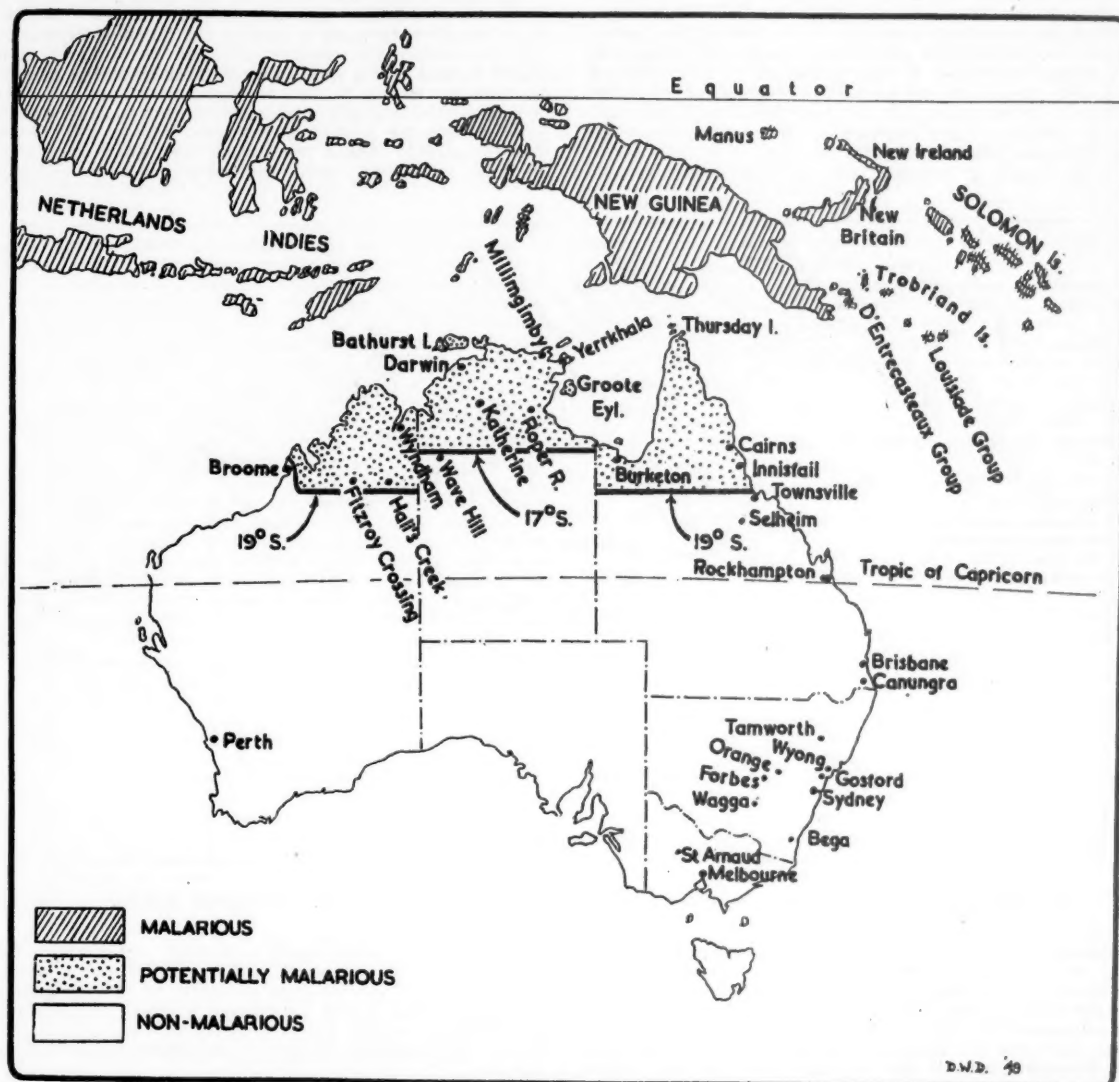 Equator
Manus
New Ireland
NETHERLANDS
INDIES
NEW GUINEA
New
Britain
SOLOMON Is.
Trobriand Is.
D'Entrecasteaux Group
Louisiade Group
Millimgimby
Yerrkhala
Thursday I.
Bathurst I.
Darwin
Groote
Eyl.
Katherine
Roper R.
Wyndham
Wave Hill
Broome
Burketon
Cairns
Innisfail
Townsville
Selheim
19° S.
Fitzroy Crossing
Hall's Creek
17° S.
19° S.
Rockhampton
Tropic of Capricorn
Brisbane
Canungra
Perth
Tamworth
Wyong
Orange
Forbes
Gosford
Wagga
Sydney
Bega
St Arnaud
Melbourne
MALARIOUS
POTENTIALLY MALARIOUS
NON-MALARIOUS
D.W.D. '49